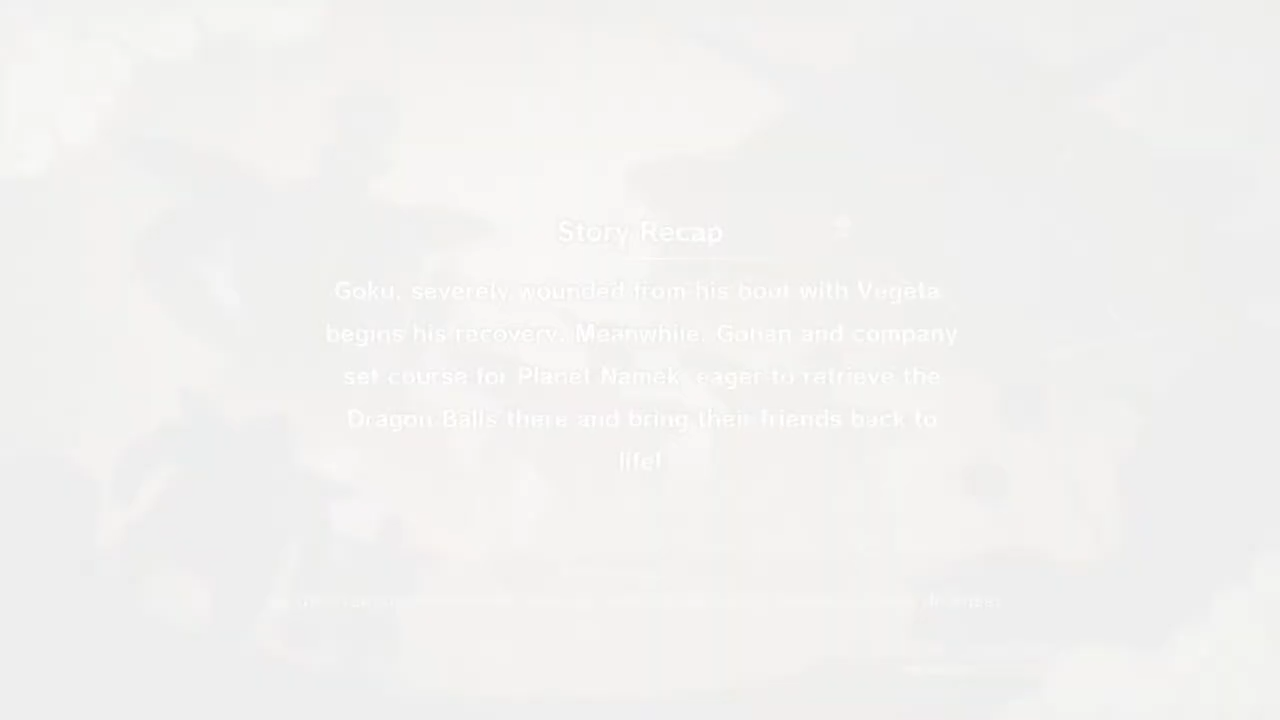 Story Recap
Goku, severely wounded from his bout with Vegeta,
begins his recovery. Meanwhile, Gohan and company
set course for Planet Namek, eager to retrieve the
Dragon Balls there and bring their friends back to
life!